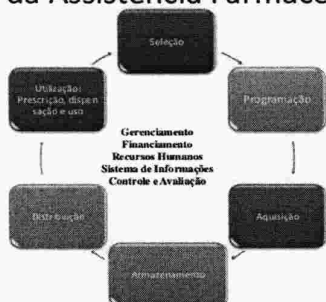 da Assistência Farmacê
Seleção
Programação
Aquisição
Armazenamento
Distribuição
Utilização:
Prescrição, dispen
sação e uso
Gerenciamento
Financiamento
Recursos Humanos
Sistema de Informações
Controle e Avaliação